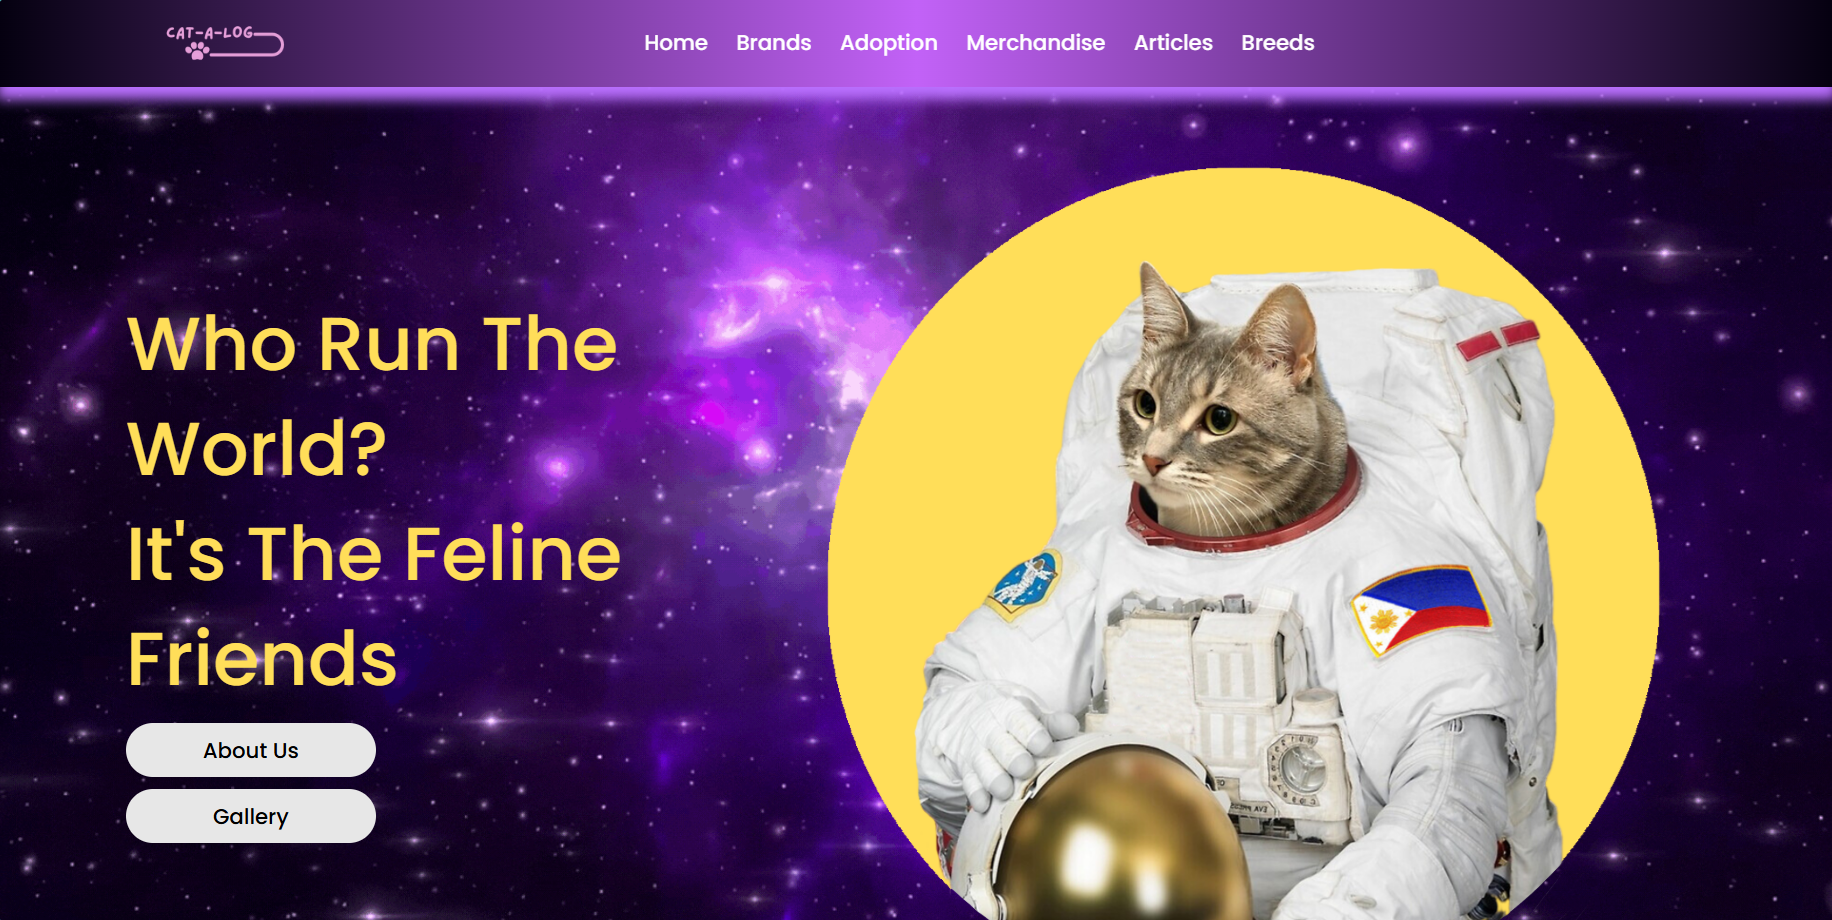 CAT-A-LOG
Home Brands Adoption Merchandise Articles Breeds
Who Run The
World?
It's The Feline
Friends
About Us
Gallery